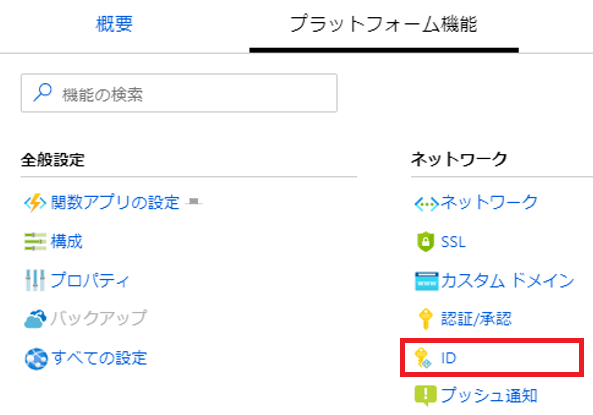 概要
プラットフォーム機能
機能の検索
全般設定
関数アプリの設定
構成
プロパティ
バックアップ
すべての設定
ネットワーク
ネットワーク
SSL
カスタム ドメイン
認証/承認
ID
プッシュ通知